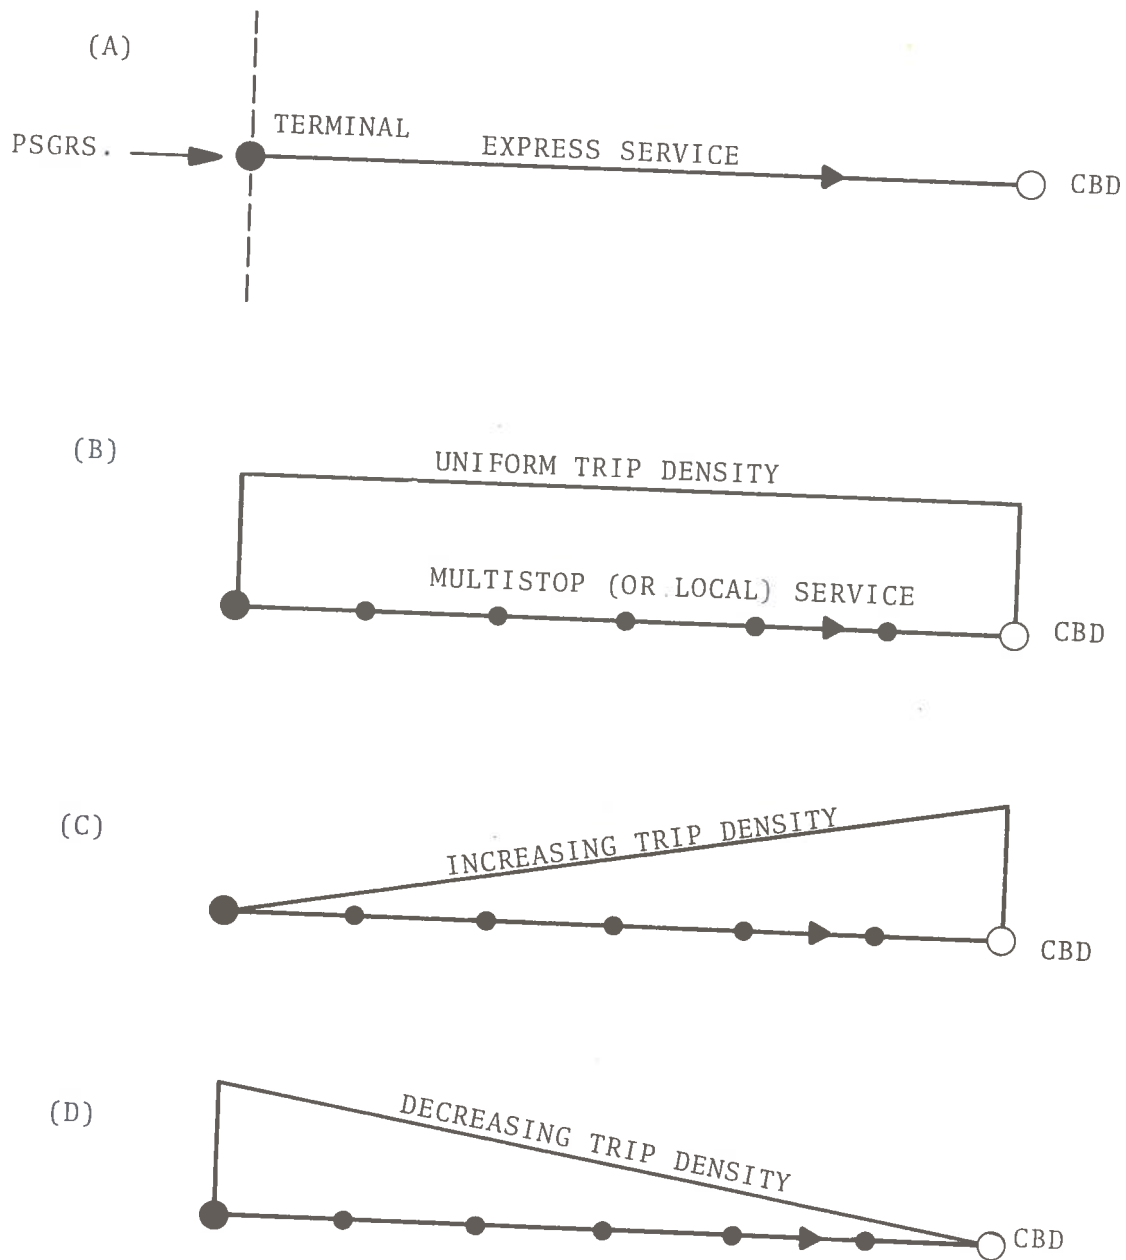 (A)
TERMINAL
PSGRS.
EXPRESS SERVICE
CBD
(B)
UNIFORM TRIP DENSITY
MULTISTOP (OR LOCAL) SERVICE
CBD
(C)
INCREASING TRIP DENSITY
CBD
(D)
DECREASING TRIP DENSITY
CBD